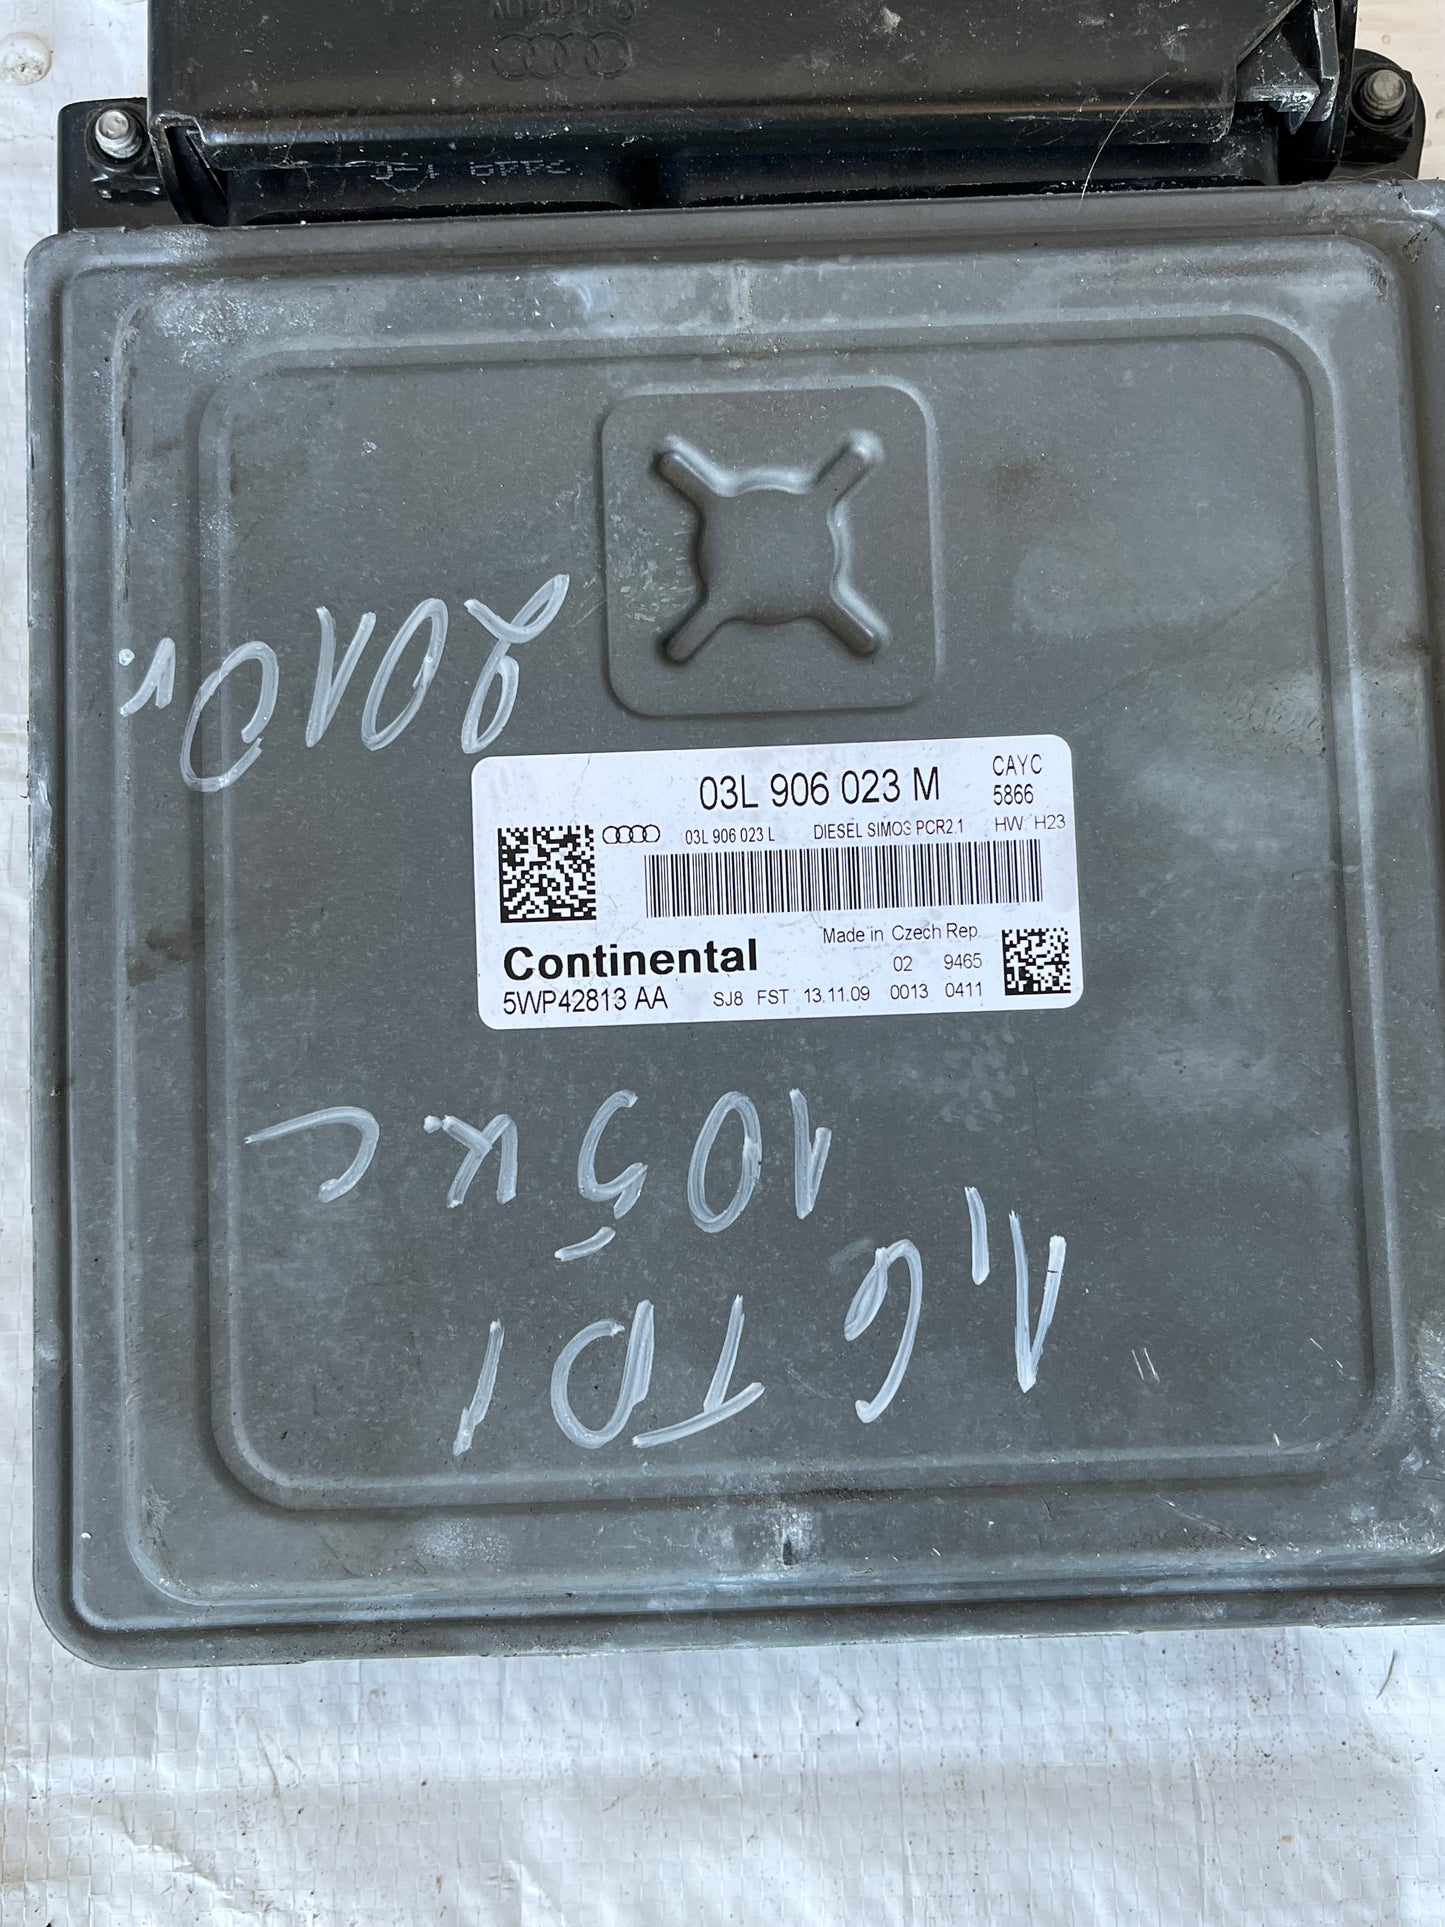 2010г.
03L 906 023 M
CAYC
5866
03L 906 023 L DIESEL SIMOS PCR2.1 HW: H23
Made in Czech Rep
Continental
02 9465
5WP42813 AA SJ8 FST 13.11.09 0013 0411
1,6 TDI
105 к.с